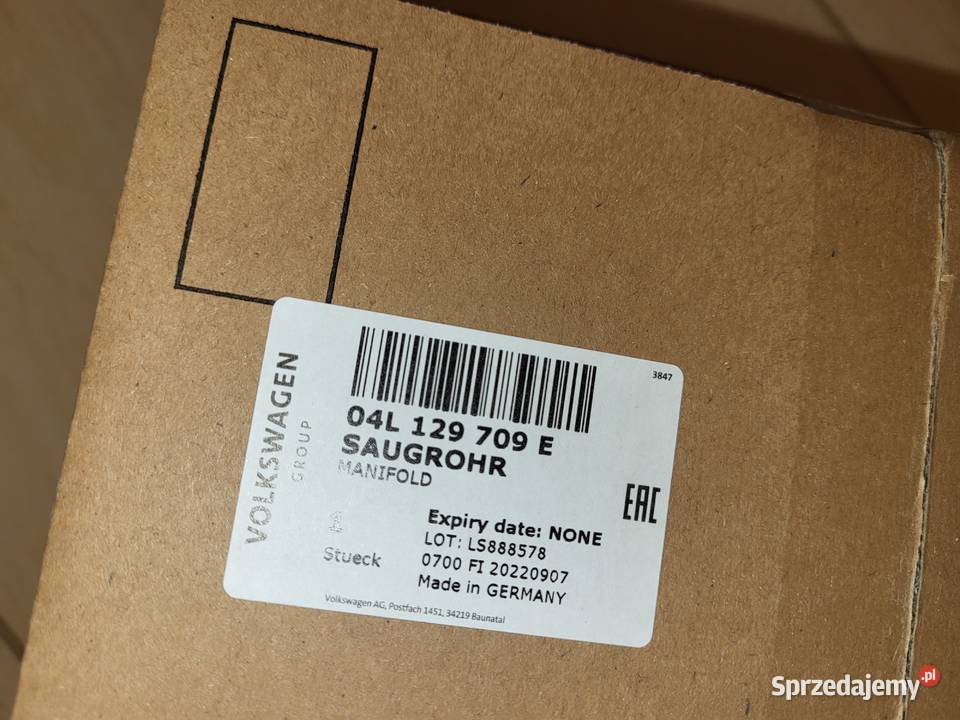 VOLKSWAGEN
GROUP
3847
04L 129 709 E
SAUGROHR
MANIFOLD
EAC
1
Stueck
Expiry date: NONE
LOT: LS888578
0700 FI 20220907
Made in GERMANY
Volkswagen AG, Postfach 1451, 34219 Baunatal
Sprzedajemy.pl